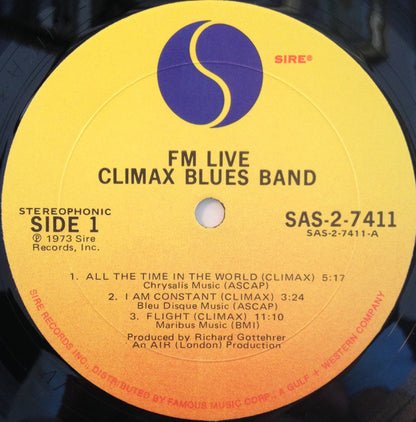 SIRE®
FM LIVE
CLIMAX BLUES BAND
STEREOPHONIC
SIDE 1
℗ 1973 Sire
Records, Inc.
SAS-2-7411
SAS-2-7411-A
1. ALL THE TIME IN THE WORLD (CLIMAX) 5:17
Chrysalis Music (ASCAP)
2. I AM CONSTANT (CLIMAX) 3:24
Bleu Disque Music (ASCAP)
3. FLIGHT (CLIMAX) 11:10
Maribus Music (BMI)
Produced by Richard Gottehrer
An AIR (London) Production
SIRE RECORDS INC., DISTRIBUTED BY FAMOUS MUSIC CORP., A GULF + WESTERN COMPANY